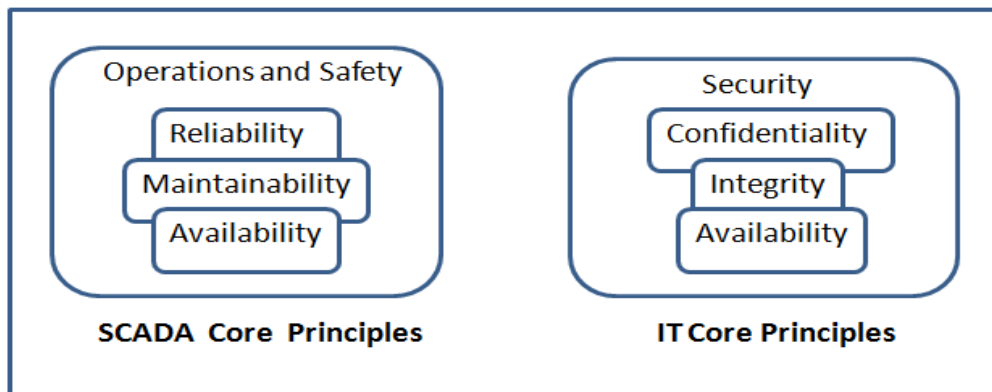 Operations and Safety
Reliability
Maintainability
Availability
SCADA Core Principles
Security
Confidentiality
Integrity
Availability
IT Core Principles